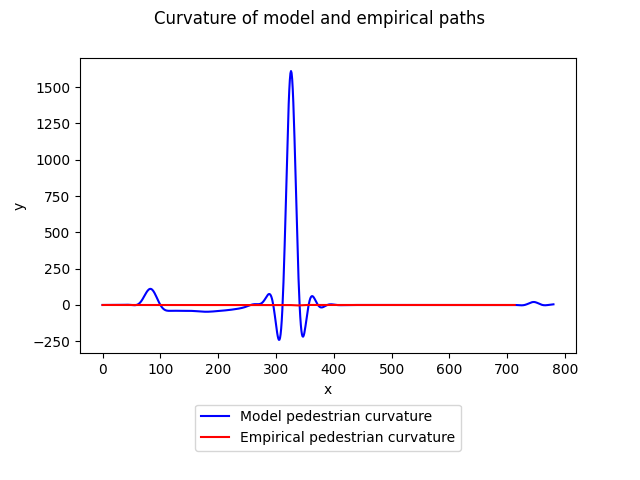 Curvature of model and empirical paths
1500
1250
1000
750
500
250
0
−250
y
0 100 200 300 400 500 600 700 800
x
Model pedestrian curvature
Empirical pedestrian curvature